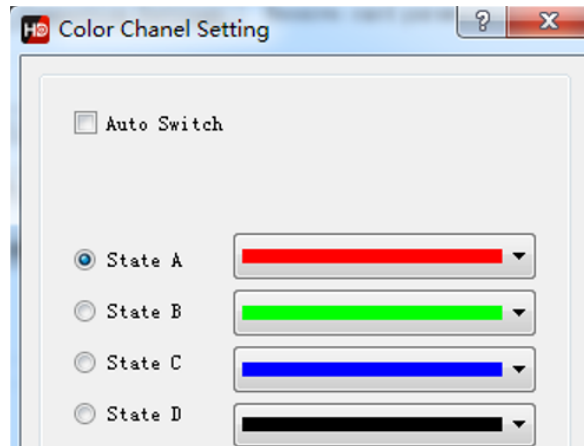 HD Color Chanel Setting
?
Auto Switch
State A
State B
State C
State D